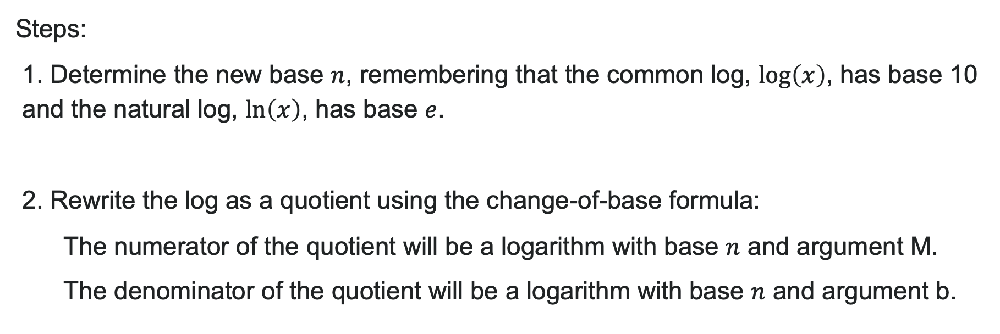 Steps:
1. Determine the new base n, remembering that the common log, log(x), has base 10
and the natural log, ln(x), has base e.
2. Rewrite the log as a quotient using the change-of-base formula:
The numerator of the quotient will be a logarithm with base n and argument M.
The denominator of the quotient will be a logarithm with base n and argument b.